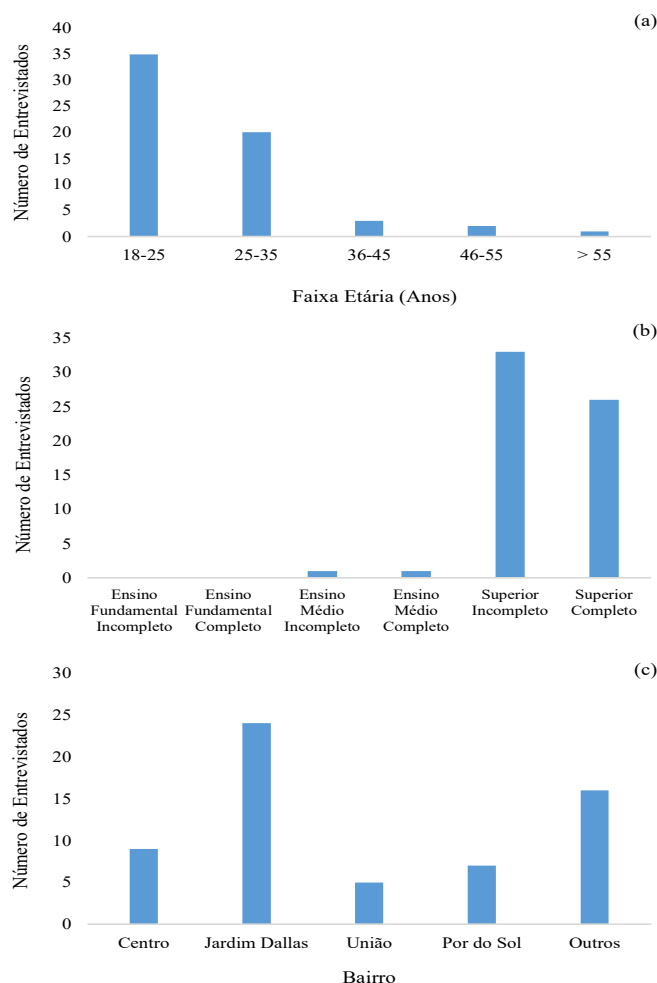 (a)
Número de Entrevistados
40
35
30
25
20
15
10
5
0
18-25 25-35 36-45 46-55 > 55
Faixa Etária (Anos)
(b)
Número de Entrevistados
35
30
25
20
15
10
5
0
Ensino Fundamental Incompleto
Ensino Fundamental Completo
Ensino Médio Incompleto
Ensino Médio Completo
Superior Incompleto
Superior Completo
(c)
Número de Entrevistados
30
25
20
15
10
5
0
Centro Jardim Dallas União Por do Sol Outros
Bairro